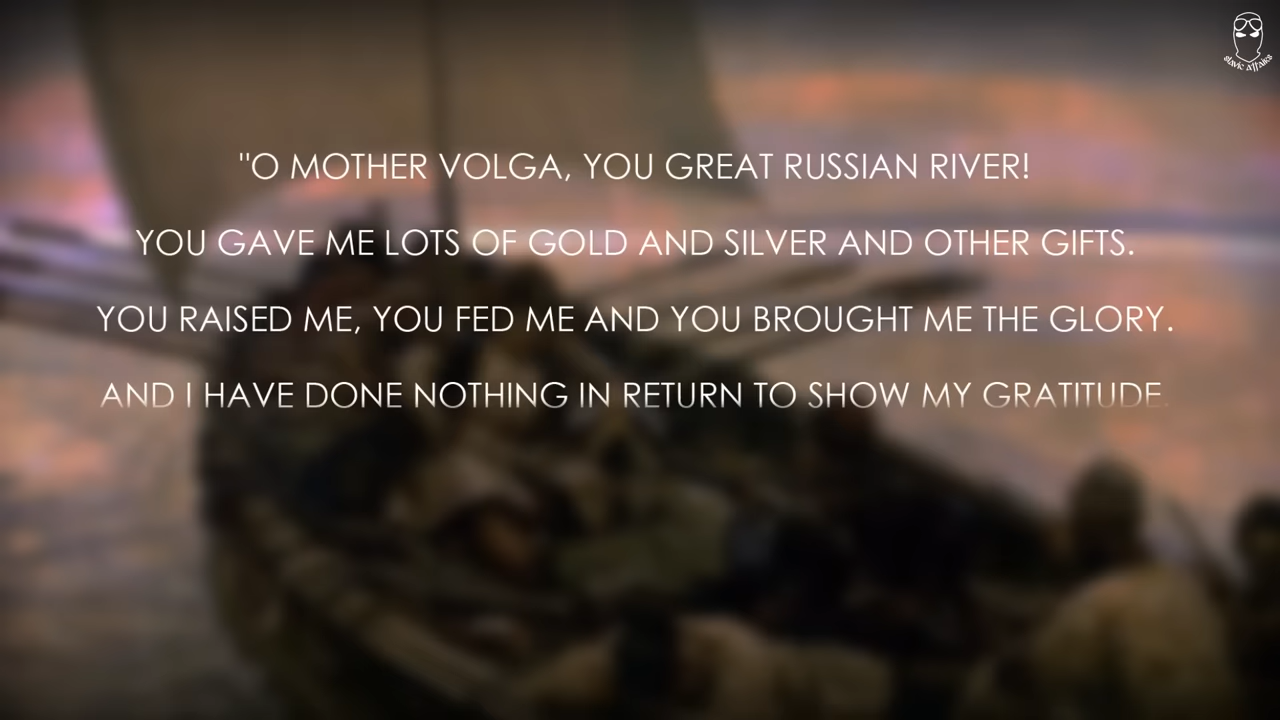 "O MOTHER VOLGA, YOU GREAT RUSSIAN RIVER!
YOU GAVE ME LOTS OF GOLD AND SILVER AND OTHER GIFTS.
YOU RAISED ME, YOU FED ME AND YOU BROUGHT ME THE GLORY.
AND I HAVE DONE NOTHING IN RETURN TO SHOW MY GRATITUDE.
Slavic Affairs